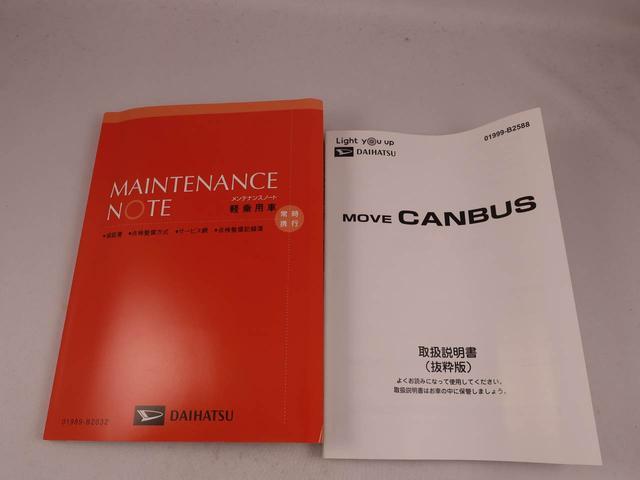 MAINTENANCE
NOTE
メンテナンスノート
軽乗用車
常時
携行
•保証書 •点検整備方式 •サービス網 •点検整備記録簿
DAIHATSU
01989-B2032
01999-B2588
Light you up
DAIHATSU
MOVE CANBUS
取扱説明書
(抜粋版)
よくお読みになって使用してください。
取扱説明書はお車の中に保管しましょう。